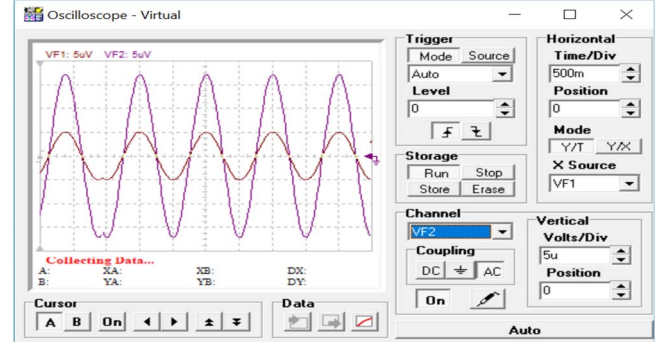 Oscilloscope - Virtual
VF1: 5uV VF2: 5uV
Collecting Data...
A: XA: XB: DX:
B: YA: YB: DY:
Cursor
A B On
Data
Trigger
Mode Source
Auto
Level
0
Storage
Run Stop
Store Erase
Channel
VF2
Coupling
DC AC
On
Horizontal
Time/Div
500m
Position
0
Mode
Y/T Y/X
X Source
VF1
Vertical
Volts/Div
5u
Position
0
Auto